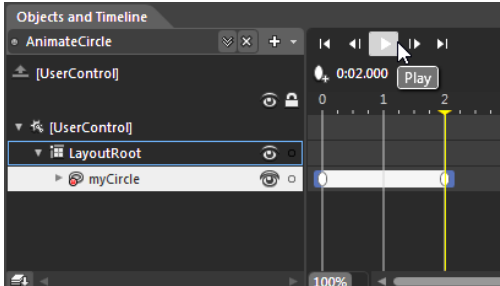 Objects and Timeline
AnimateCircle
[UserControl]
0:02.000
Play
0 1 2
[UserControl]
LayoutRoot
myCircle
100%